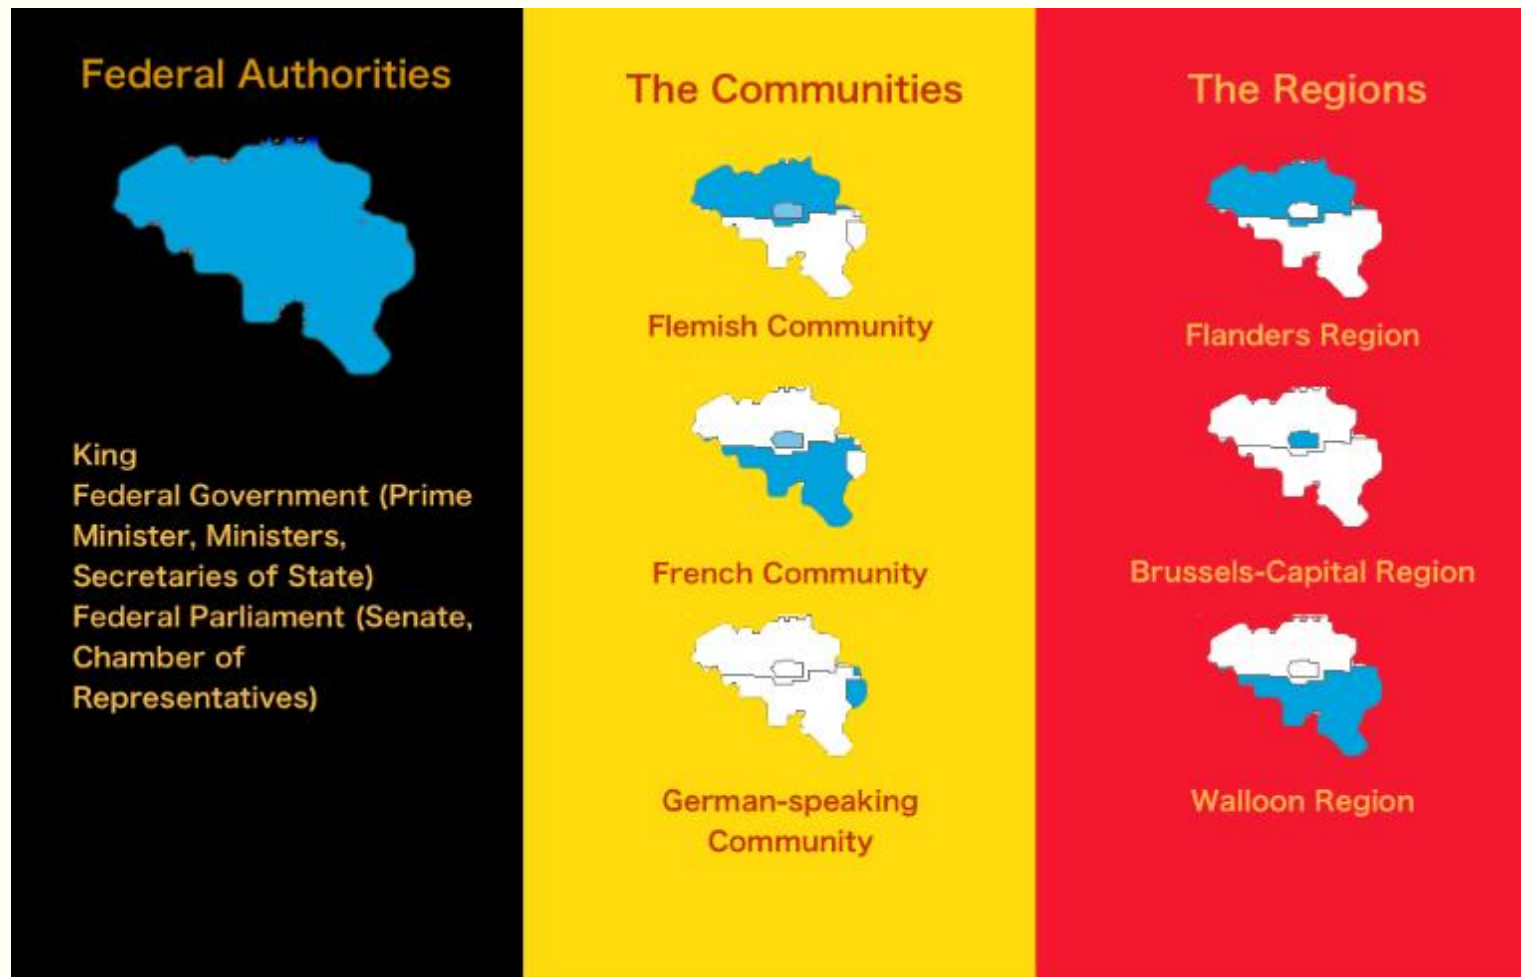 Federal Authorities
King
Federal Government (Prime
Minister, Ministers,
Secretaries of State)
Federal Parliament (Senate,
Chamber of
Representatives)
The Communities
Flemish Community
French Community
German-speaking
Community
The Regions
Flanders Region
Brussels-Capital Region
Walloon Region